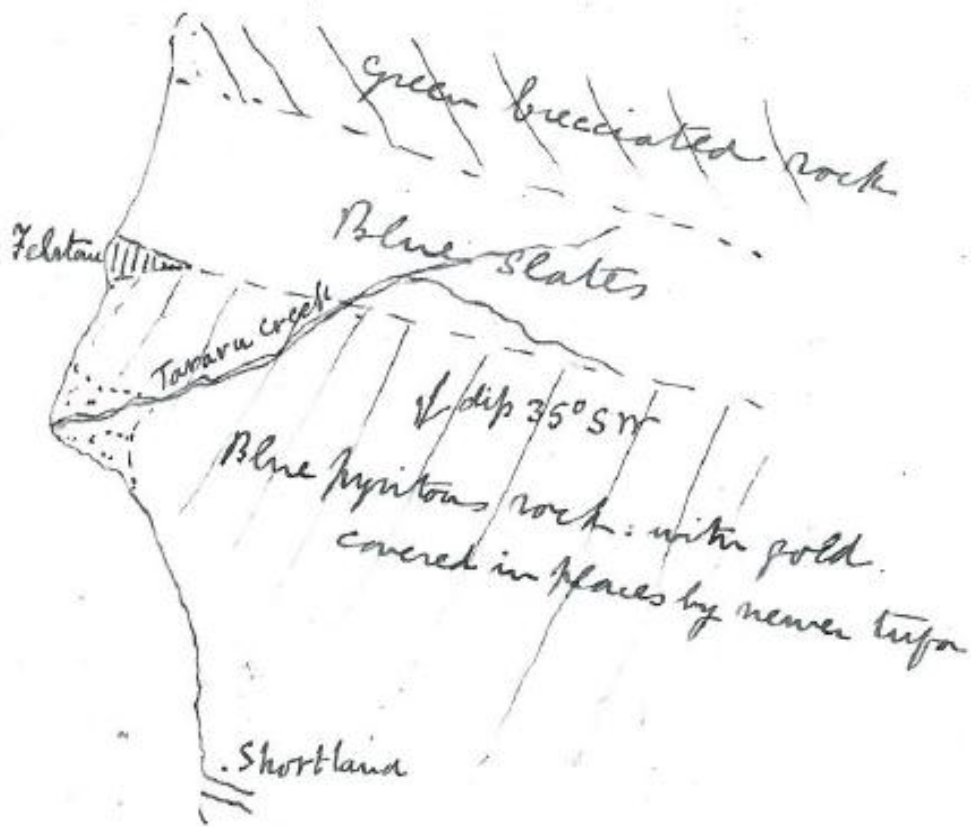 green brecciated rock
Blue Slates
Felstone
Tararu Creek
dip 35° SW
Blue pyritous rock: with gold.
covered in places by newer tufa
. Shortland